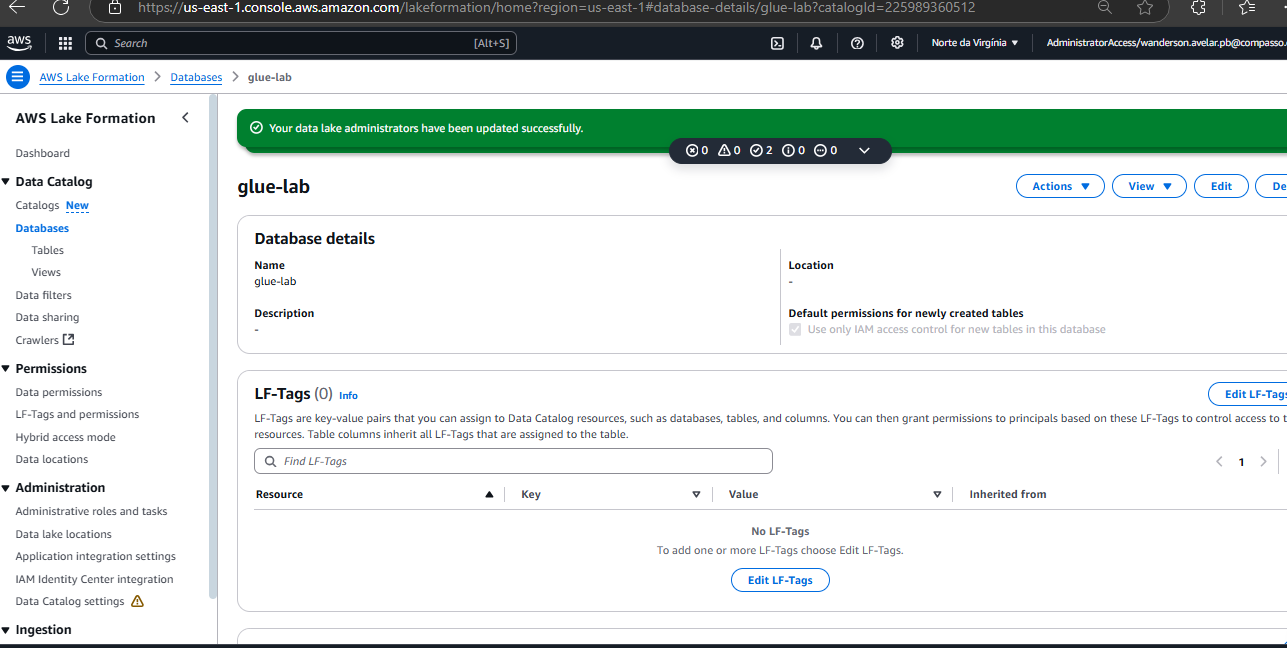 https://us-east-1.console.aws.amazon.com/lakeformation/home?region=us-east-1#database-details/glue-lab?catalogId=225989360512
aws
Search
[Alt+S]
Norte da Virgínia
AdministratorAccess/wanderson.avelar.pb@compasso.
AWS Lake Formation
Databases
glue-lab
AWS Lake Formation
Dashboard
Data Catalog
Catalogs New
Databases
Tables
Views
Data filters
Data sharing
Crawlers
Permissions
Data permissions
LF-Tags and permissions
Hybrid access mode
Data locations
Administration
Administrative roles and tasks
Data lake locations
Application integration settings
IAM Identity Center integration
Data Catalog settings
Ingestion
Your data lake administrators have been updated successfully.
0 0 2 0 0
glue-lab
Actions
View
Edit
De
Database details
Name
glue-lab
Description
-
Location
-
Default permissions for newly created tables
Use only IAM access control for new tables in this database
LF-Tags (0) Info
Edit LF-Tags
LF-Tags are key-value pairs that you can assign to Data Catalog resources, such as databases, tables, and columns. You can then grant permissions to principals based on these LF-Tags to control access to t
resources. Table columns inherit all LF-Tags that are assigned to the table.
Find LF-Tags
1
Resource Key Value Inherited from
No LF-Tags
To add one or more LF-Tags choose Edit LF-Tags.
Edit LF-Tags